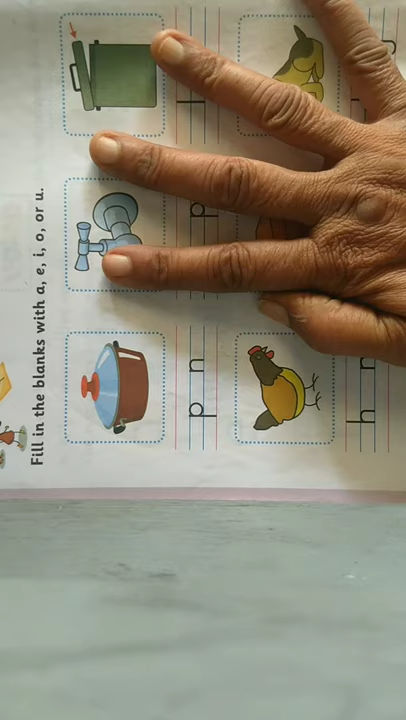 Fill in the blanks with a, e, i, o, or u.
p n p l
h n